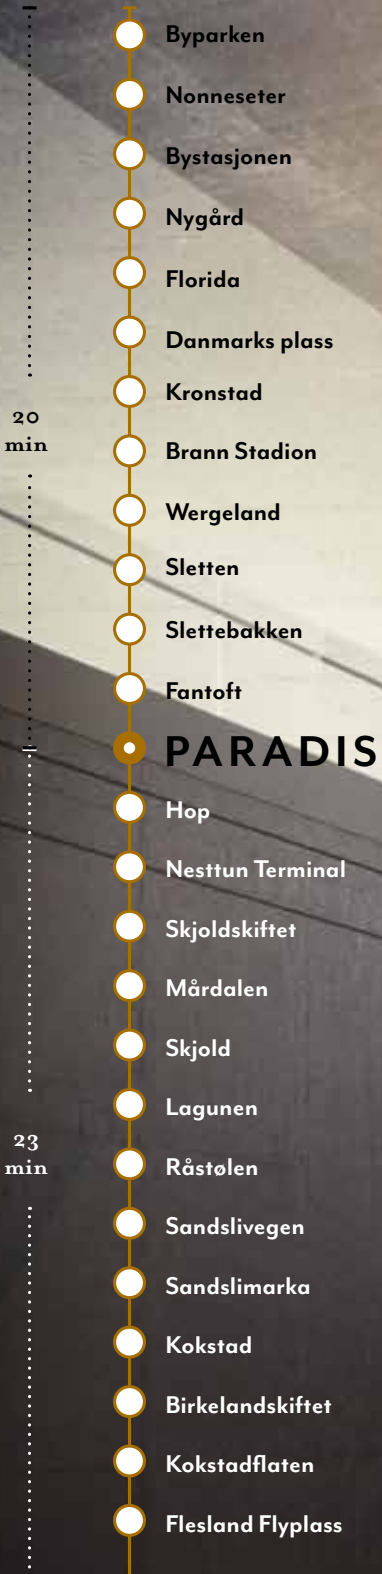 Byparken
Nonneseter
Bystasjonen
Nygård
Florida
Danmarks plass
Kronstad
20
min
Brann Stadion
Wergeland
Sletten
Slettebakken
Fantoft
PARADIS
Hop
Nesttun Terminal
Skjoldskiftet
Mårdalen
Skjold
Lagunen
23
min
Råstølen
Sandslivegen
Sandslimarka
Kokstad
Birkelandskiftet
Kokstadflaten
Flesland Flyplass